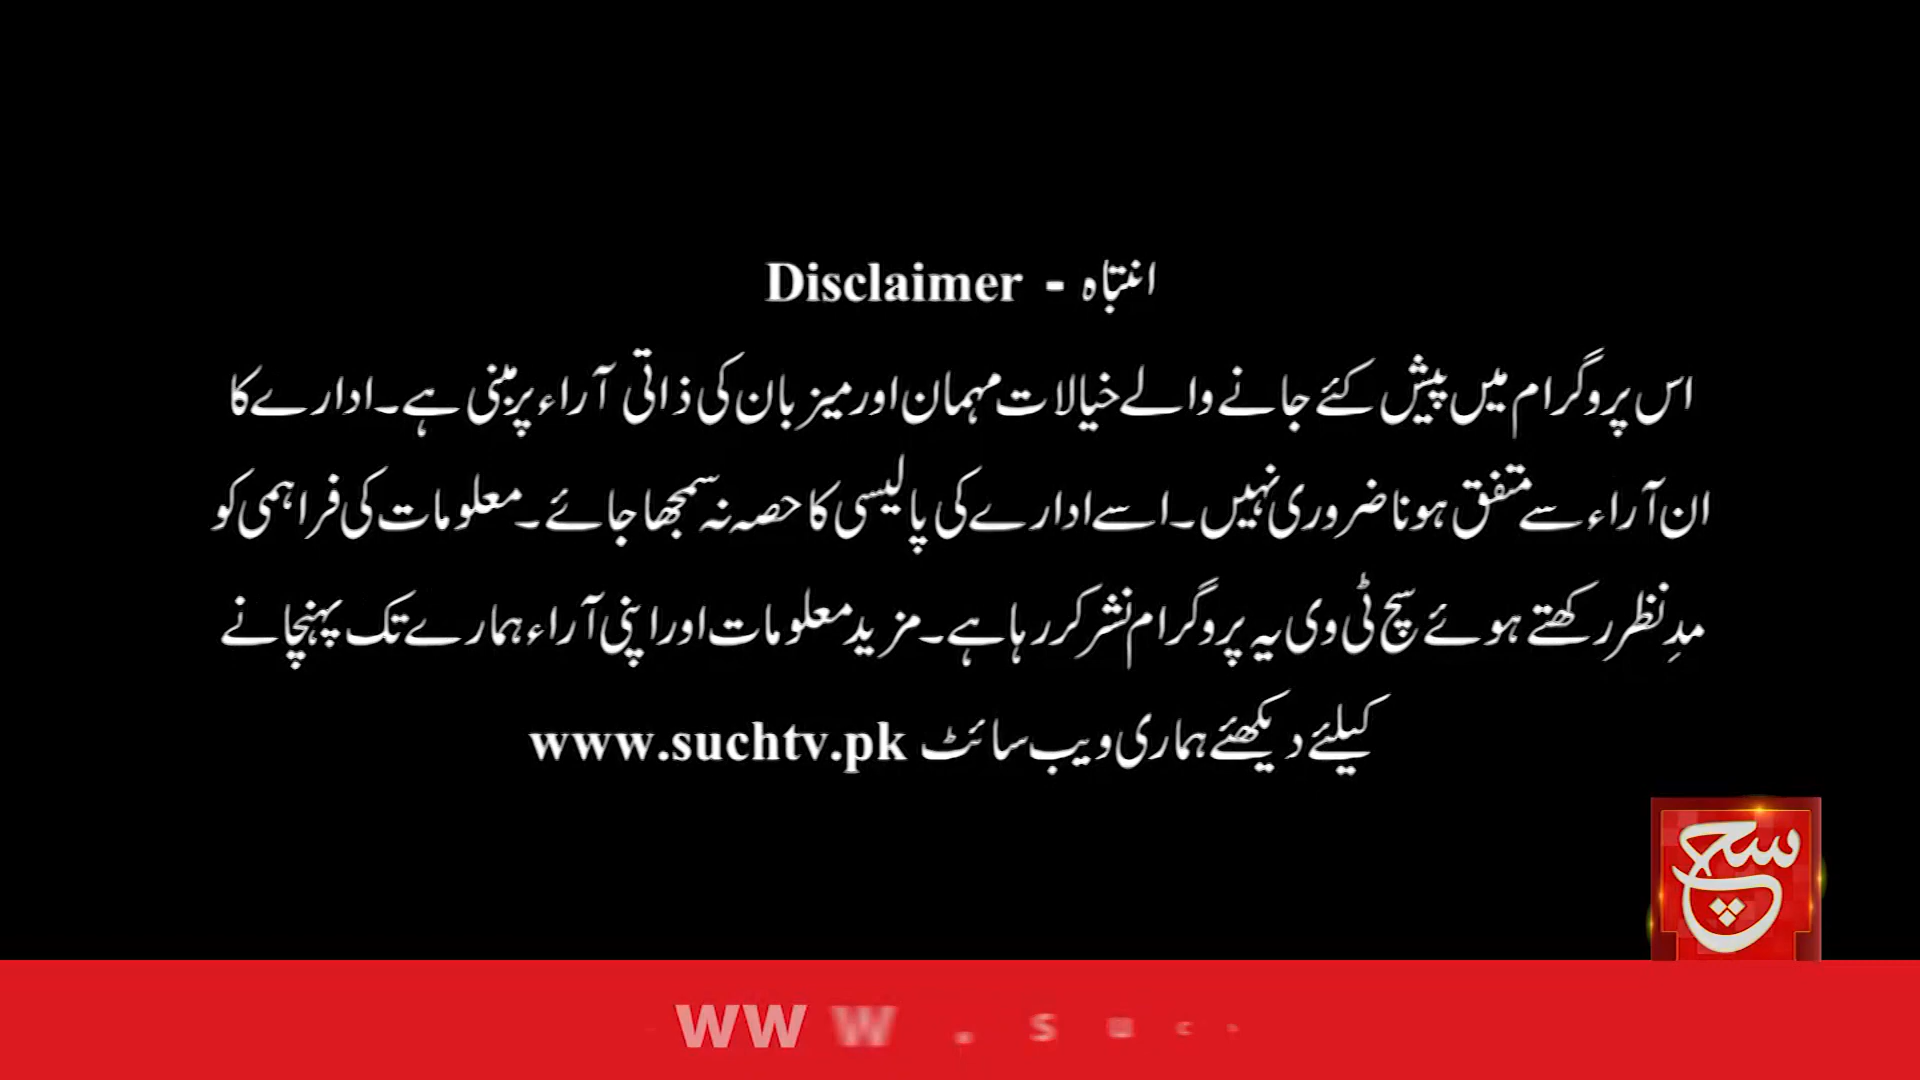 انتباہ - Disclaimer
اس پروگرام میں پیش کئے جانے والے خیالات مہمان اور میزبان کی ذاتی آراء پر مبنی ہے۔ ادارے کا
ان آراء سے متفق ہونا ضروری نہیں۔ اسے ادارے کی پالیسی کا حصہ نہ سمجھا جائے۔ معلومات کی فراہمی کو
مدِنظر رکھتے ہوئے سچ ٹی وی یہ پروگرام نشر کر رہا ہے۔ مزید معلومات اور اپنی آراء ہمارے تک پہنچانے
کیلئے دیکھئے ہماری ویب سائٹ www.suchtv.pk
سچ
www.suc